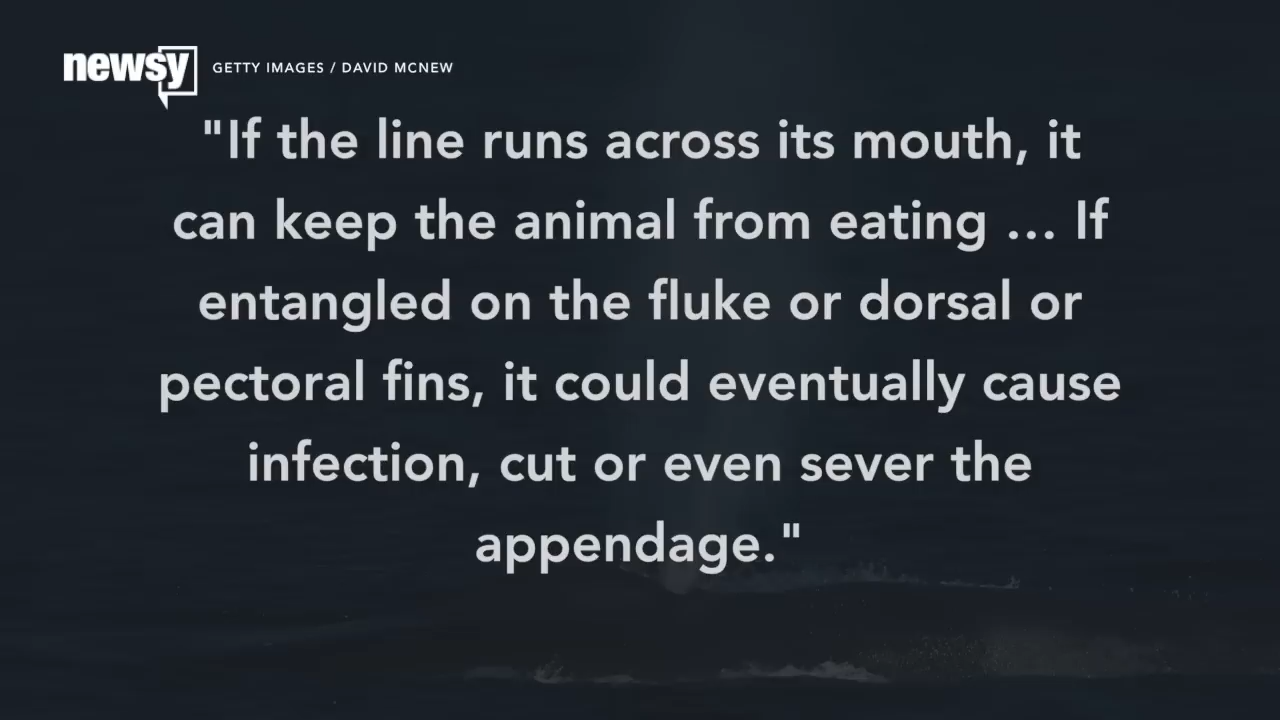 newsy
GETTY IMAGES / DAVID MCNEW
"If the line runs across its mouth, it
can keep the animal from eating … If
entangled on the fluke or dorsal or
pectoral fins, it could eventually cause
infection, cut or even sever the
appendage."